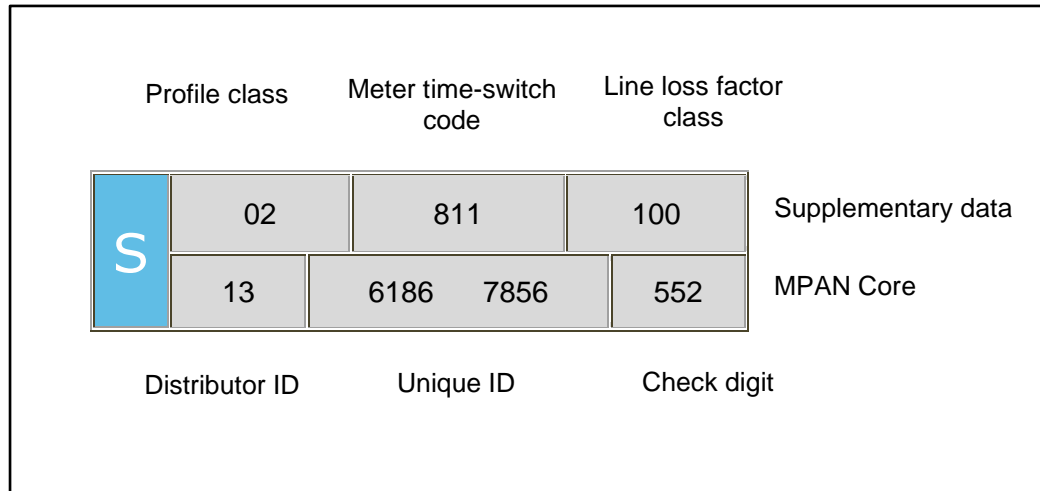 Profile class Meter time-switch code Line loss factor class
S 02 811 100 Supplementary data
13 6186 7856 552 MPAN Core
Distributor ID Unique ID Check digit